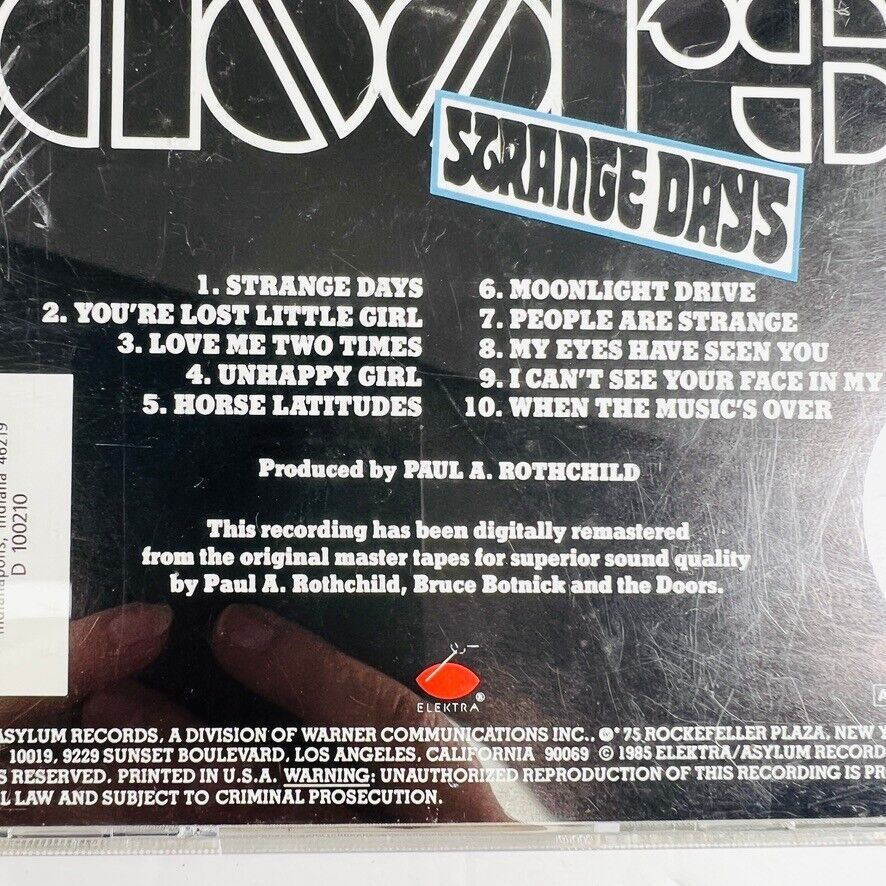 DOORS
STRANGE DAYS
1. STRANGE DAYS
2. YOU'RE LOST LITTLE GIRL
3. LOVE ME TWO TIMES
4. UNHAPPY GIRL
5. HORSE LATITUDES
6. MOONLIGHT DRIVE
7. PEOPLE ARE STRANGE
8. MY EYES HAVE SEEN YOU
9. I CAN'T SEE YOUR FACE IN MY
10. WHEN THE MUSIC'S OVER
Indiana 46219
D 100210
Produced by PAUL A. ROTHCHILD
This recording has been digitally remastered
from the original master tapes for superior sound quality
by Paul A. Rothchild, Bruce Botnick and the Doors.
ELEKTRA®
ASYLUM RECORDS, A DIVISION OF WARNER COMMUNICATIONS INC., 75 ROCKEFELLER PLAZA, NEW Y
10019, 9229 SUNSET BOULEVARD, LOS ANGELES, CALIFORNIA 90069 © 1985 ELEKTRA/ASYLUM RECORD
S RESERVED. PRINTED IN U.S.A. WARNING: UNAUTHORIZED REPRODUCTION OF THIS RECORDING IS PR
L LAW AND SUBJECT TO CRIMINAL PROSECUTION.